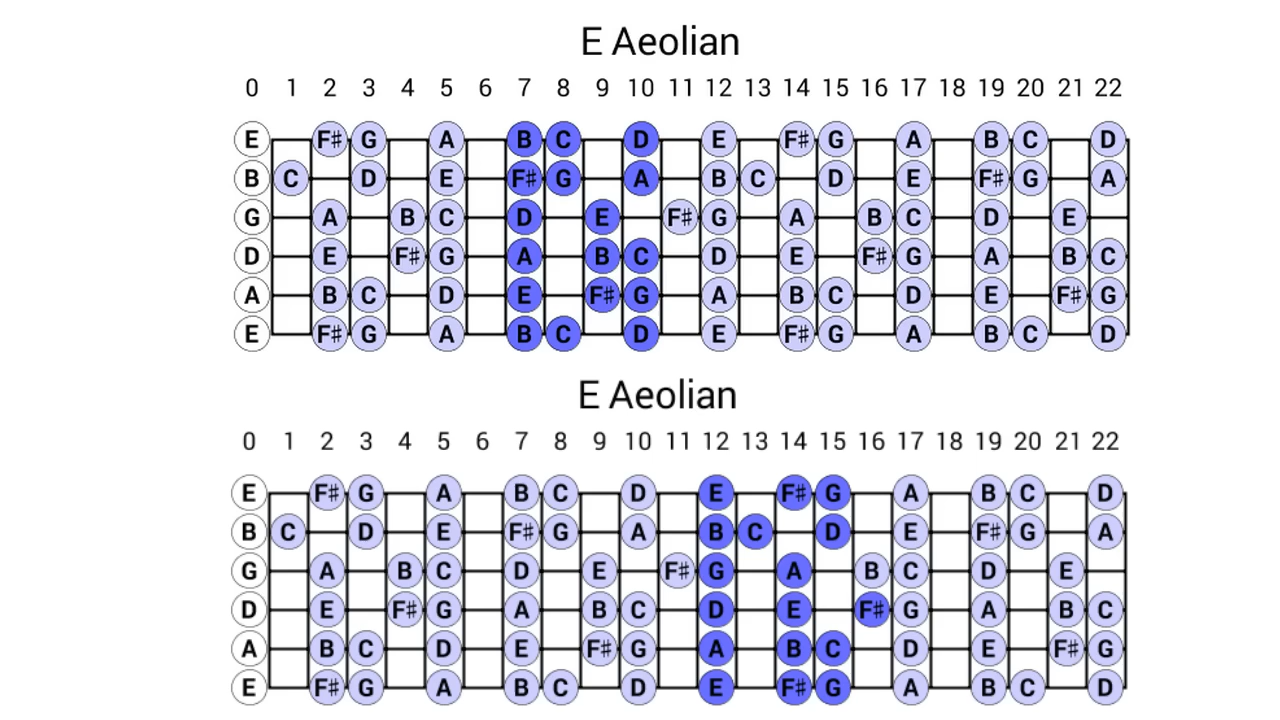 E Aeolian
0 1 2 3 4 5 6 7 8 9 10 11 12 13 14 15 16 17 18 19 20 21 22
E F# G A B C D E F# G A B C D
B C D E F# G A B C D E F# G A
G A B C D E F# G A B C D E
D E F# G A B C D E F# G A B C
A B C D E F# G A B C D E F# G
E F# G A B C D E F# G A B C D
E Aeolian
0 1 2 3 4 5 6 7 8 9 10 11 12 13 14 15 16 17 18 19 20 21 22
E F# G A B C D E F# G A B C D
B C D E F# G A B C D E F# G A
G A B C D E F# G A B C D E
D E F# G A B C D E F# G A B C
A B C D E F# G A B C D E F# G
E F# G A B C D E F# G A B C D